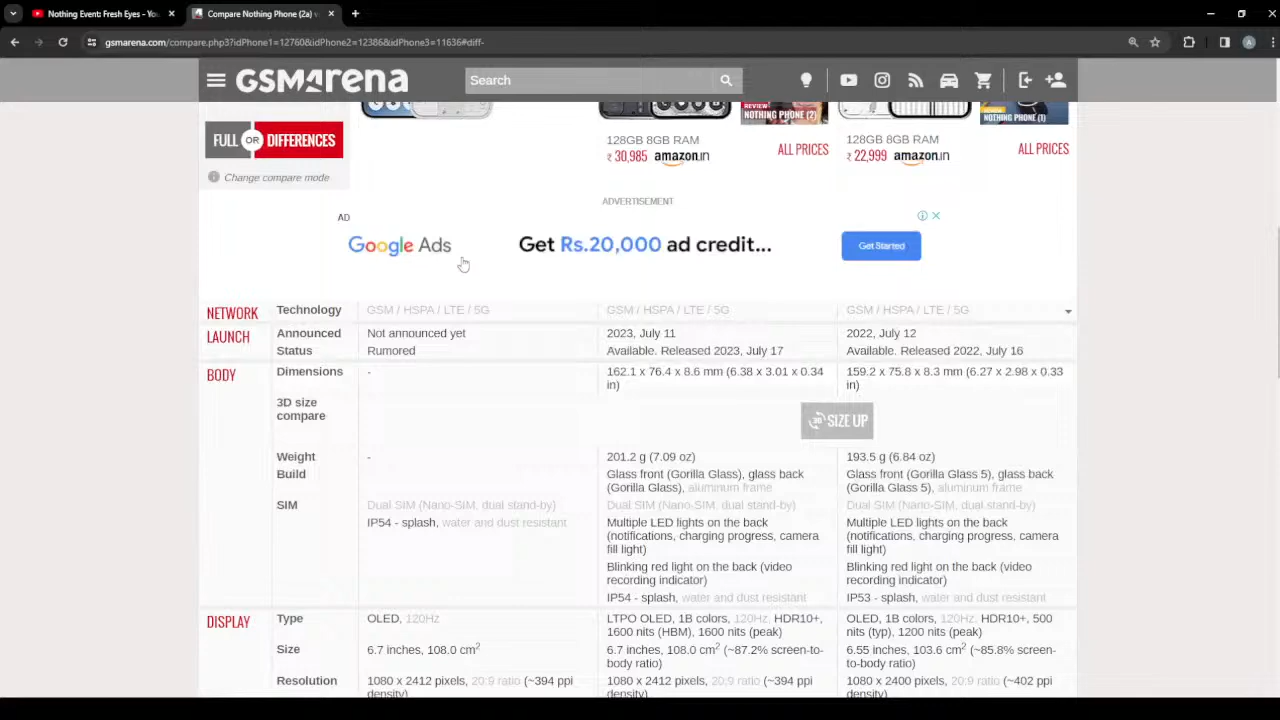 Nothing Event: Fresh Eyes - Yo
Compare Nothing Phone (2a) v
gsmarena.com/compare.php3?idPhone1=12760&idPhone2=12386&idPhone3=11636#diff-
A
GSMARENA
Search
FULL OR DIFFERENCES
Change compare mode
REVIEW
NOTHING PHONE (2)
REVIEW
NOTHING PHONE (1)
128GB 8GB RAM
₹ 30,985 amazon.in ALL PRICES
128GB 8GB RAM
₹ 22,999 amazon.in ALL PRICES
ADVERTISEMENT
AD
Google Ads
Get Rs.20,000 ad credit...
Get Started
NETWORK Technology GSM / HSPA / LTE / 5G GSM / HSPA / LTE / 5G GSM / HSPA / LTE / 5G
LAUNCH Announced Not announced yet 2023, July 11 2022, July 12
Status Rumored Available. Released 2023, July 17 Available. Released 2022, July 16
BODY Dimensions - 162.1 x 76.4 x 8.6 mm (6.38 x 3.01 x 0.34 159.2 x 75.8 x 8.3 mm (6.27 x 2.98 x 0.33
in) in)
3D size
compare
3D SIZE UP
Weight - 201.2 g (7.09 oz) 193.5 g (6.84 oz)
Build Glass front (Gorilla Glass), glass back Glass front (Gorilla Glass 5), glass back
(Gorilla Glass), aluminum frame (Gorilla Glass 5), aluminum frame
SIM Dual SIM (Nano-SIM, dual stand-by) Dual SIM (Nano-SIM, dual stand-by) Dual SIM (Nano-SIM, dual stand-by)
IP54 - splash, water and dust resistant Multiple LED lights on the back Multiple LED lights on the back
(notifications, charging progress, camera (notifications, charging progress, camera
fill light) fill light)
Blinking red light on the back (video Blinking red light on the back (video
recording indicator) recording indicator)
IP54 - splash, water and dust resistant IP53 - splash, water and dust resistant
DISPLAY Type OLED, 120Hz LTPO OLED, 1B colors, 120Hz, HDR10+, OLED, 1B colors, 120Hz, HDR10+, 500
1600 nits (HBM), 1600 nits (peak) nits (typ), 1200 nits (peak)
Size 6.7 inches, 108.0 cm² 6.7 inches, 108.0 cm² (~87.2% screen-to- 6.55 inches, 103.6 cm² (~85.8% screen-
body ratio) to-body ratio)
Resolution 1080 x 2412 pixels, 20:9 ratio (~394 ppi 1080 x 2412 pixels, 20:9 ratio (~394 ppi 1080 x 2400 pixels, 20:9 ratio (~402 ppi
density) density) density)